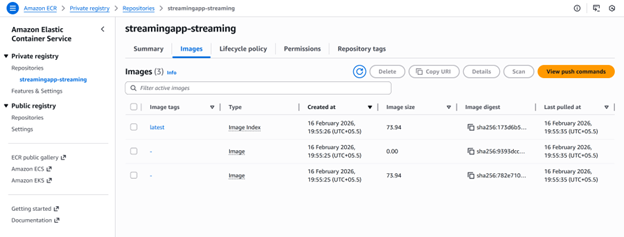 Amazon ECR > Private registry > Repositories > streamingapp-streaming
Amazon Elastic
Container Service
Private registry
Repositories
streamingapp-streaming
Features & Settings
Public registry
Repositories
Settings
ECR public gallery
Amazon ECS
Amazon EKS
Getting started
Documentation
streamingapp-streaming
Summary Images Lifecycle policy Permissions Repository tags
Images (3) Info
Delete Copy URI Details Scan View push commands
Filter active images
Image tags Type Created at Image size Image digest Last pulled at
latest Image Index 16 February 2026, 19:55:26 (UTC+05.5) 73.94 sha256:173d6b5... 16 February 2026, 19:55:35 (UTC+05.5)
- Image 16 February 2026, 19:55:25 (UTC+05.5) 0.00 sha256:9393dcc... 16 February 2026, 19:55:35 (UTC+05.5)
- Image 16 February 2026, 19:55:25 (UTC+05.5) 73.94 sha256:782e710... 16 February 2026, 19:55:35 (UTC+05.5)